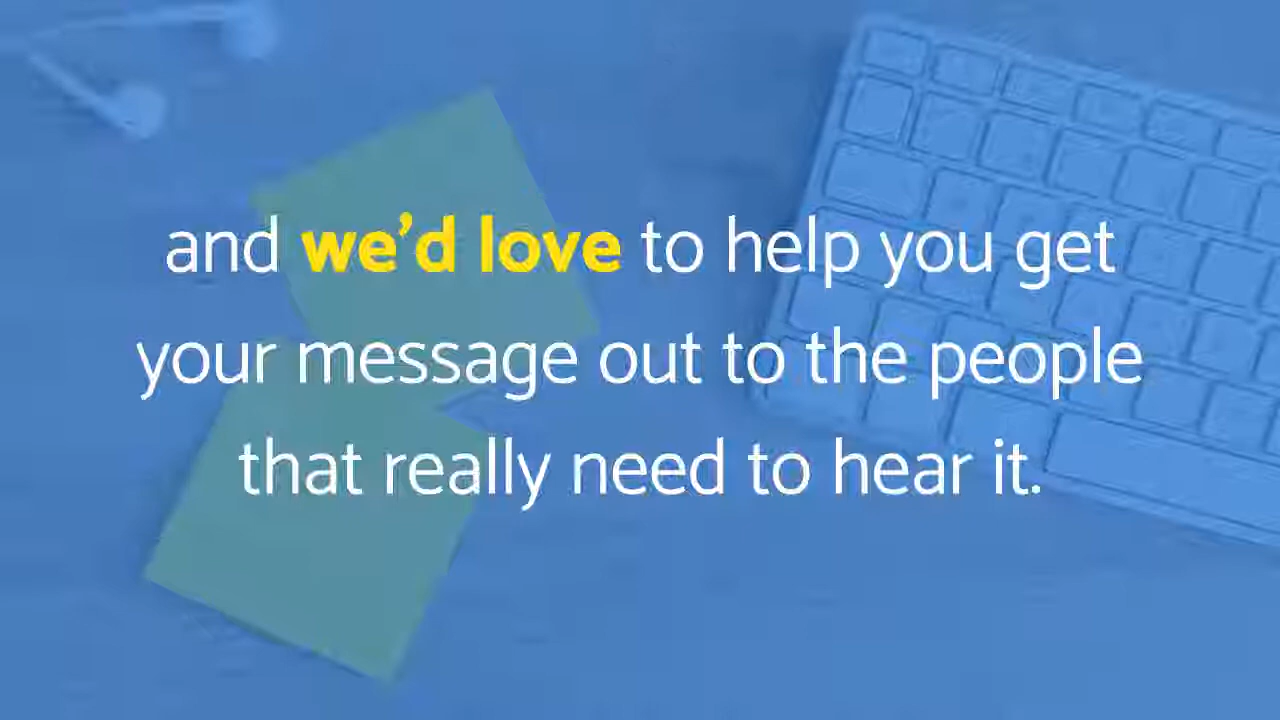 and we’d love to help you get
your message out to the people
that really need to hear it.